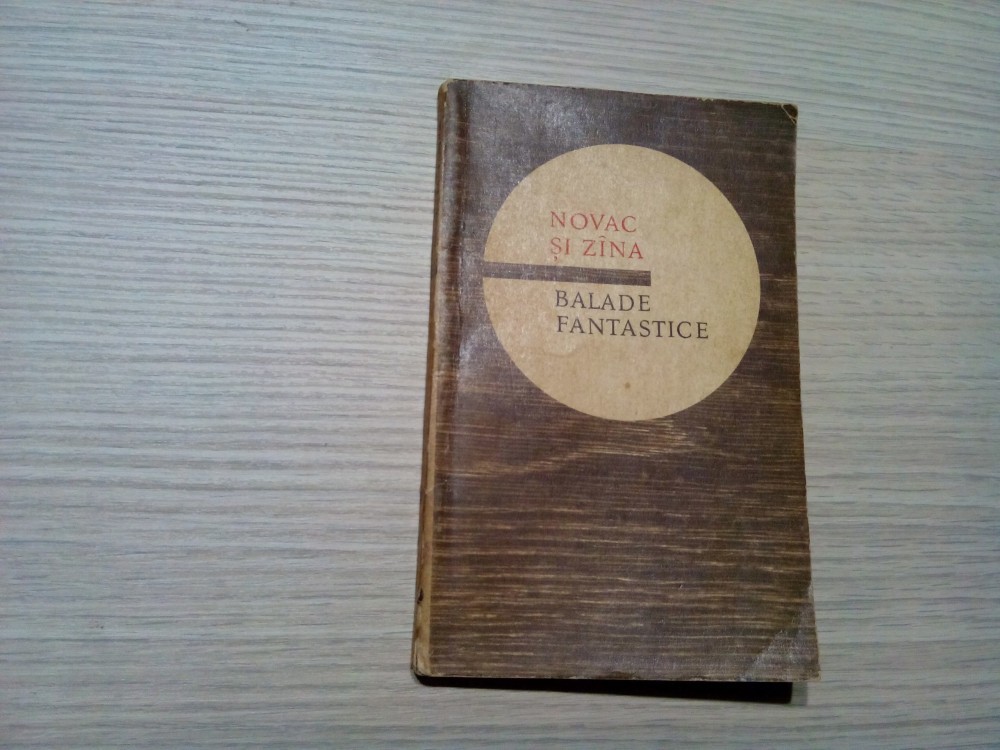 NOVAC
ȘI ZÎNA
BALADE
FANTASTICE